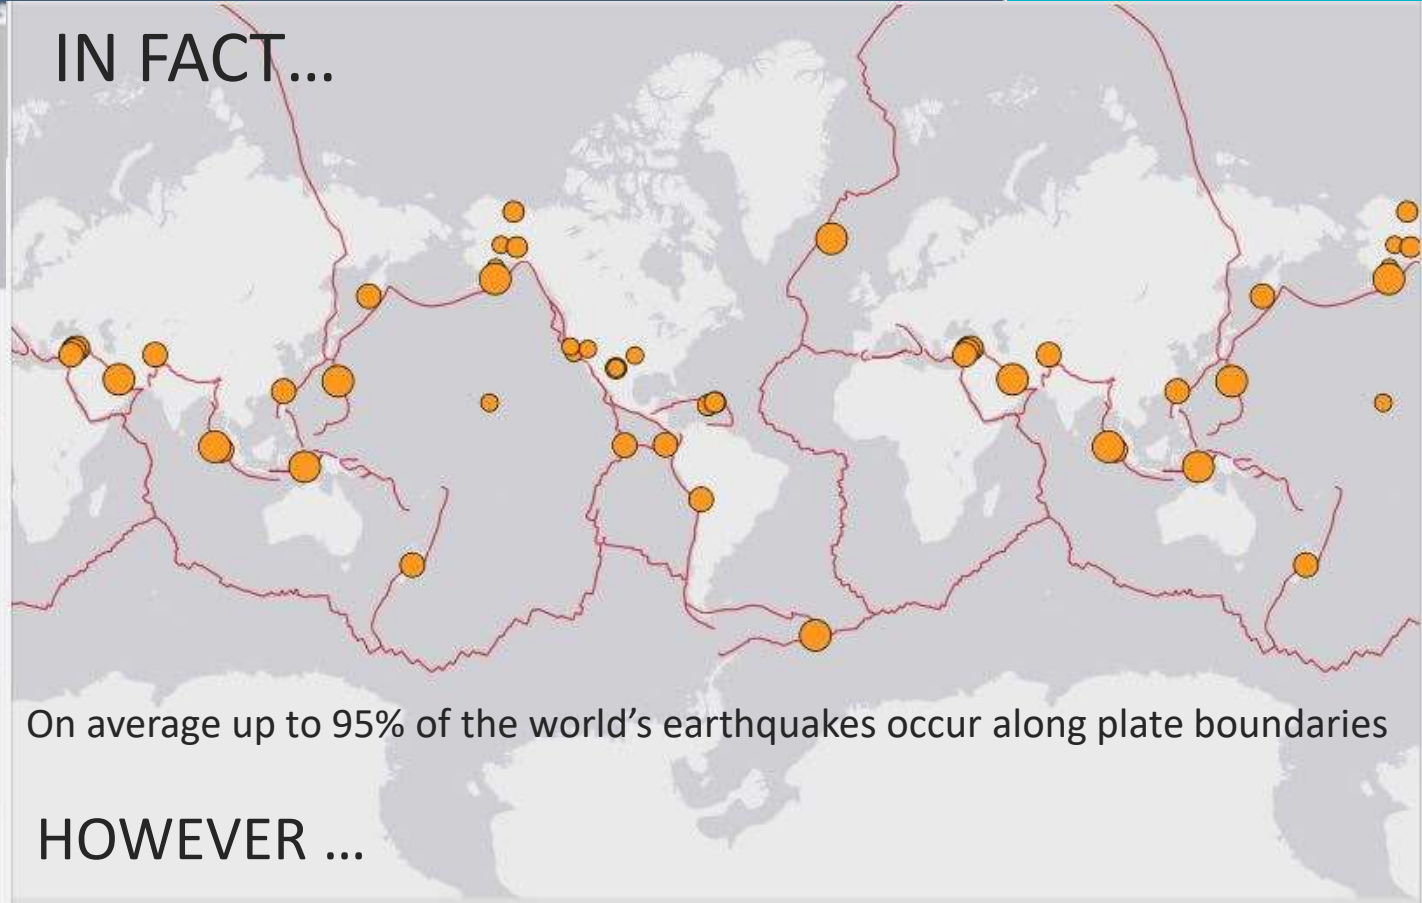 IN FACT…
On average up to 95% of the world’s earthquakes occur along plate boundaries
HOWEVER …